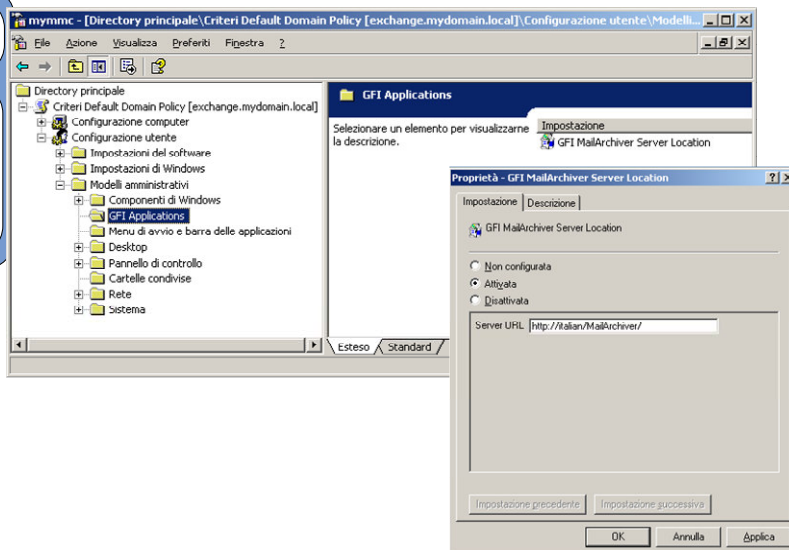 mymmc - [Directory principale\Criteri Default Domain Policy [exchange.mydomain.local]\Configurazione utente\Modelli...
File Azione Visualizza Preferiti Finestra ?
Directory principale
Criteri Default Domain Policy [exchange.mydomain.local]
Configurazione computer
Configurazione utente
Impostazioni del software
Impostazioni di Windows
Modelli amministrativi
Componenti di Windows
GFI Applications
Menu di avvio e barra delle applicazioni
Desktop
Pannello di controllo
Cartelle condivise
Rete
Sistema
GFI Applications
Selezionare un elemento per visualizzarne
la descrizione.
Impostazione
GFI MailArchiver Server Location
Esteso Standard
Proprietà - GFI MailArchiver Server Location
Impostazione Descrizione
GFI MailArchiver Server Location
Non configurata
Attivata
Disattivata
Server URL http://italian/MailArchiver/
Impostazione precedente Impostazione successiva
OK Annulla Applica